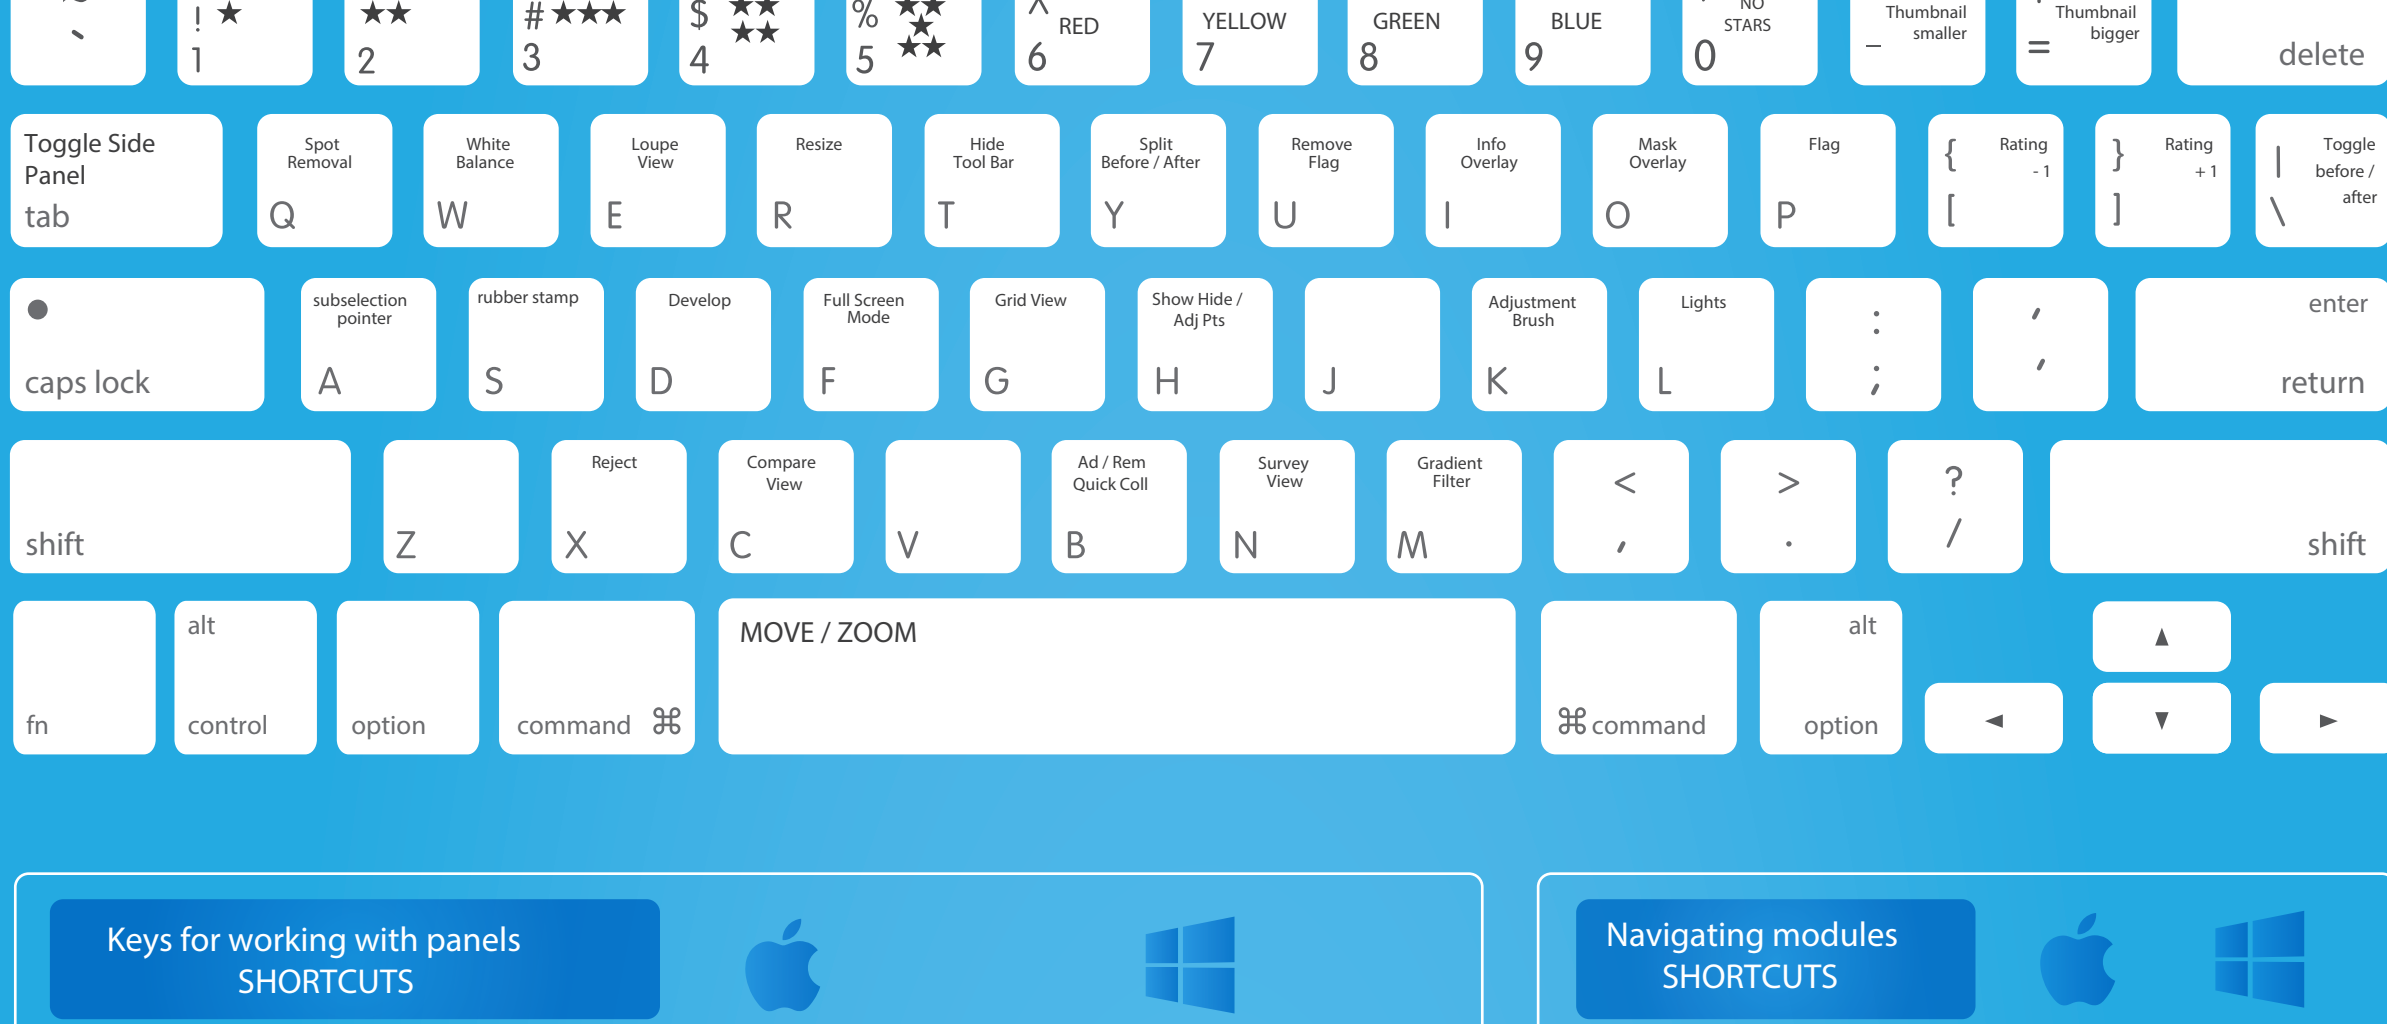 ! ★
1
★★
2
# ★★★
3
$ ★★
★★
4
% ★★
★
★★
5
RED
6
YELLOW
7
GREEN
8
BLUE
9
NO
STARS
0
Thumbnail
smaller
_
Thumbnail
bigger
=
delete
Toggle Side
Panel
tab
Spot
Removal
Q
White
Balance
W
Loupe
View
E
Resize
R
Hide
Tool Bar
T
Split
Before / After
Y
Remove
Flag
U
Info
Overlay
I
Mask
Overlay
O
Flag
P
{ Rating
- 1
[
} Rating
+ 1
]
| Toggle
before /
after
\
caps lock
subselection
pointer
A
rubber stamp
S
Develop
D
Full Screen
Mode
F
Grid View
G
Show Hide /
Adj Pts
H
J
Adjustment
Brush
K
Lights
L
:
;
'
,
enter
return
shift
Z
Reject
X
Compare
View
C
V
Ad / Rem
Quick Coll
B
Survey
View
N
Gradient
Filter
M
<
,
>
.
?
/
shift
fn
alt
control
option
command ⌘
MOVE / ZOOM
⌘ command
alt
option
▲
◄
▼
►
Keys for working with panels
SHORTCUTS
Navigating modules
SHORTCUTS